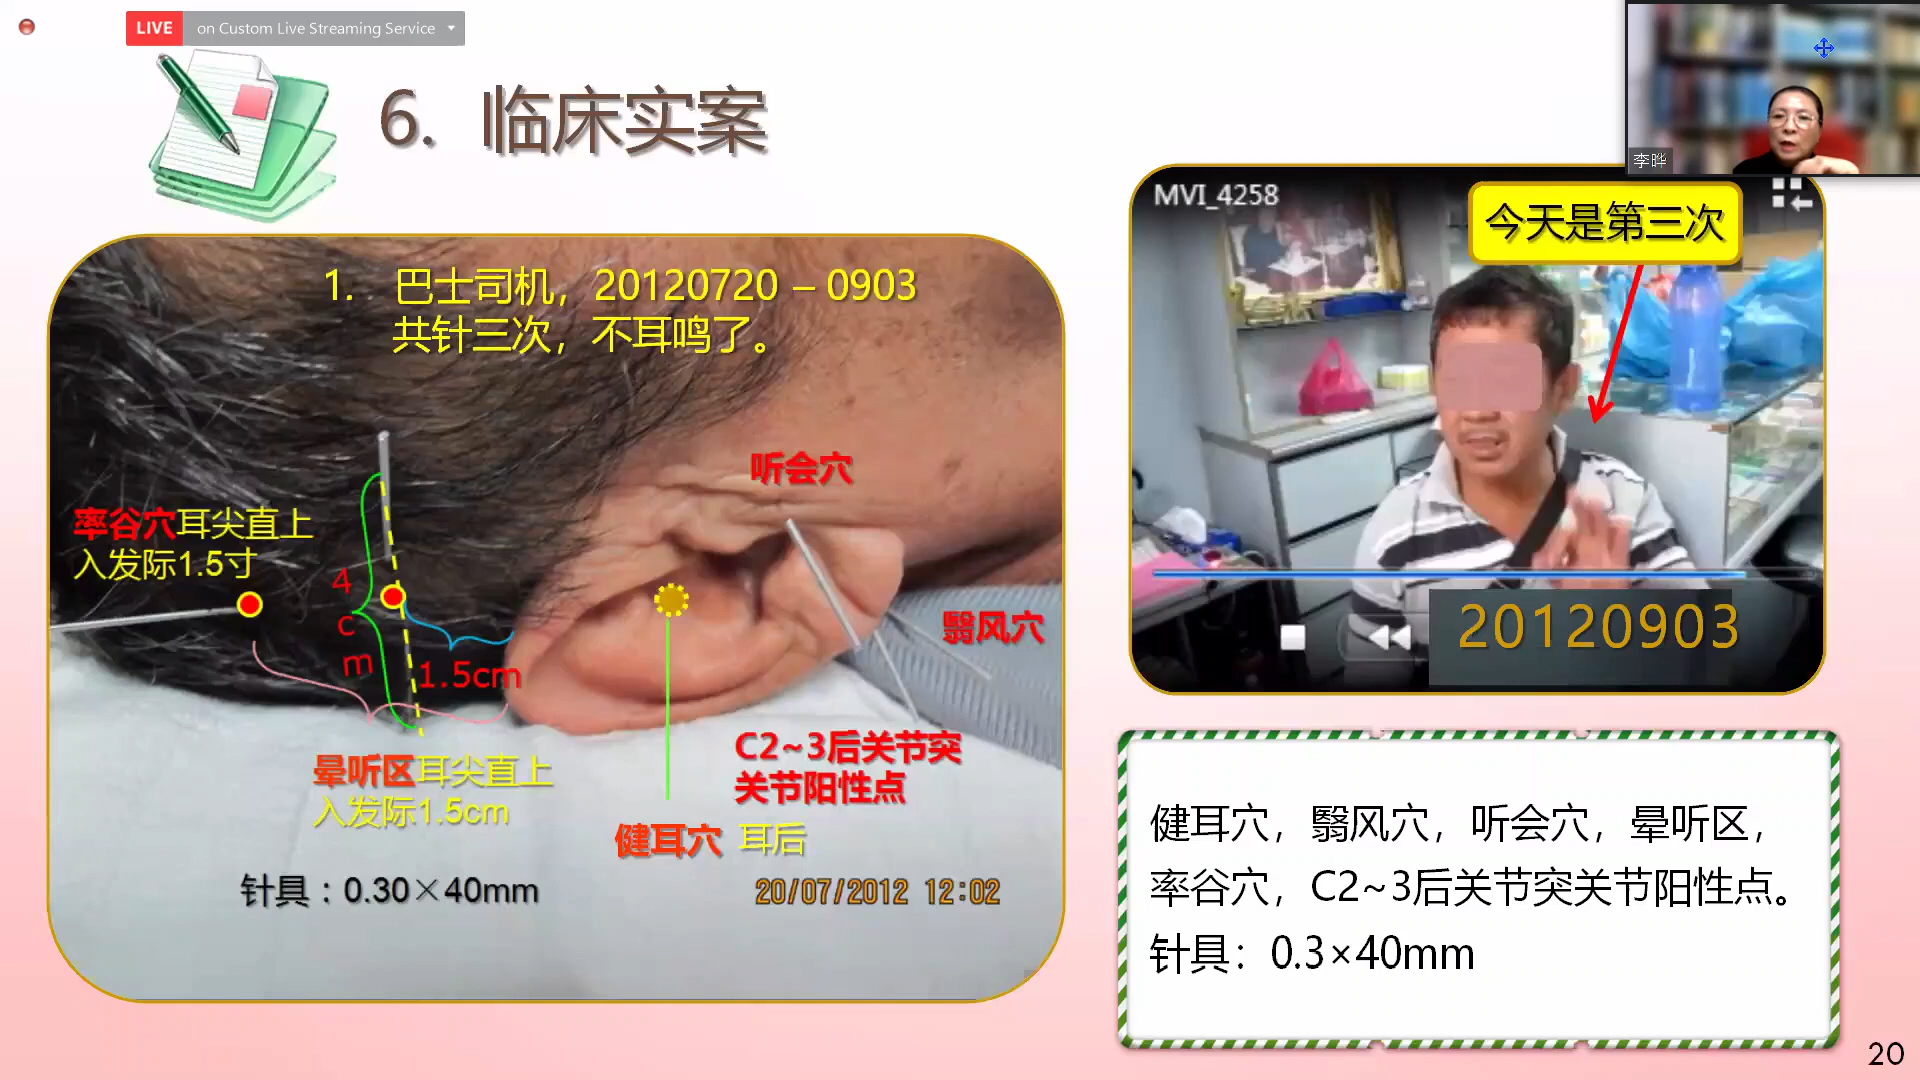 LIVE on Custom Live Streaming Service
6. 临床实案
李晔
MVI_4258
今天是第三次
1. 巴士司机，20120720 – 0903
共针三次，不耳鸣了。
听会穴
率谷穴耳尖直上
入发际1.5寸
4
c
m
1.5cm
翳风穴
晕听区耳尖直上
入发际1.5cm
C2~3后关节突
关节阳性点
健耳穴 耳后
针具：0.30×40mm
20/07/2012 12:02
20120903
健耳穴，翳风穴，听会穴，晕听区，
率谷穴，C2~3后关节突关节阳性点。
针具：0.3×40mm
20